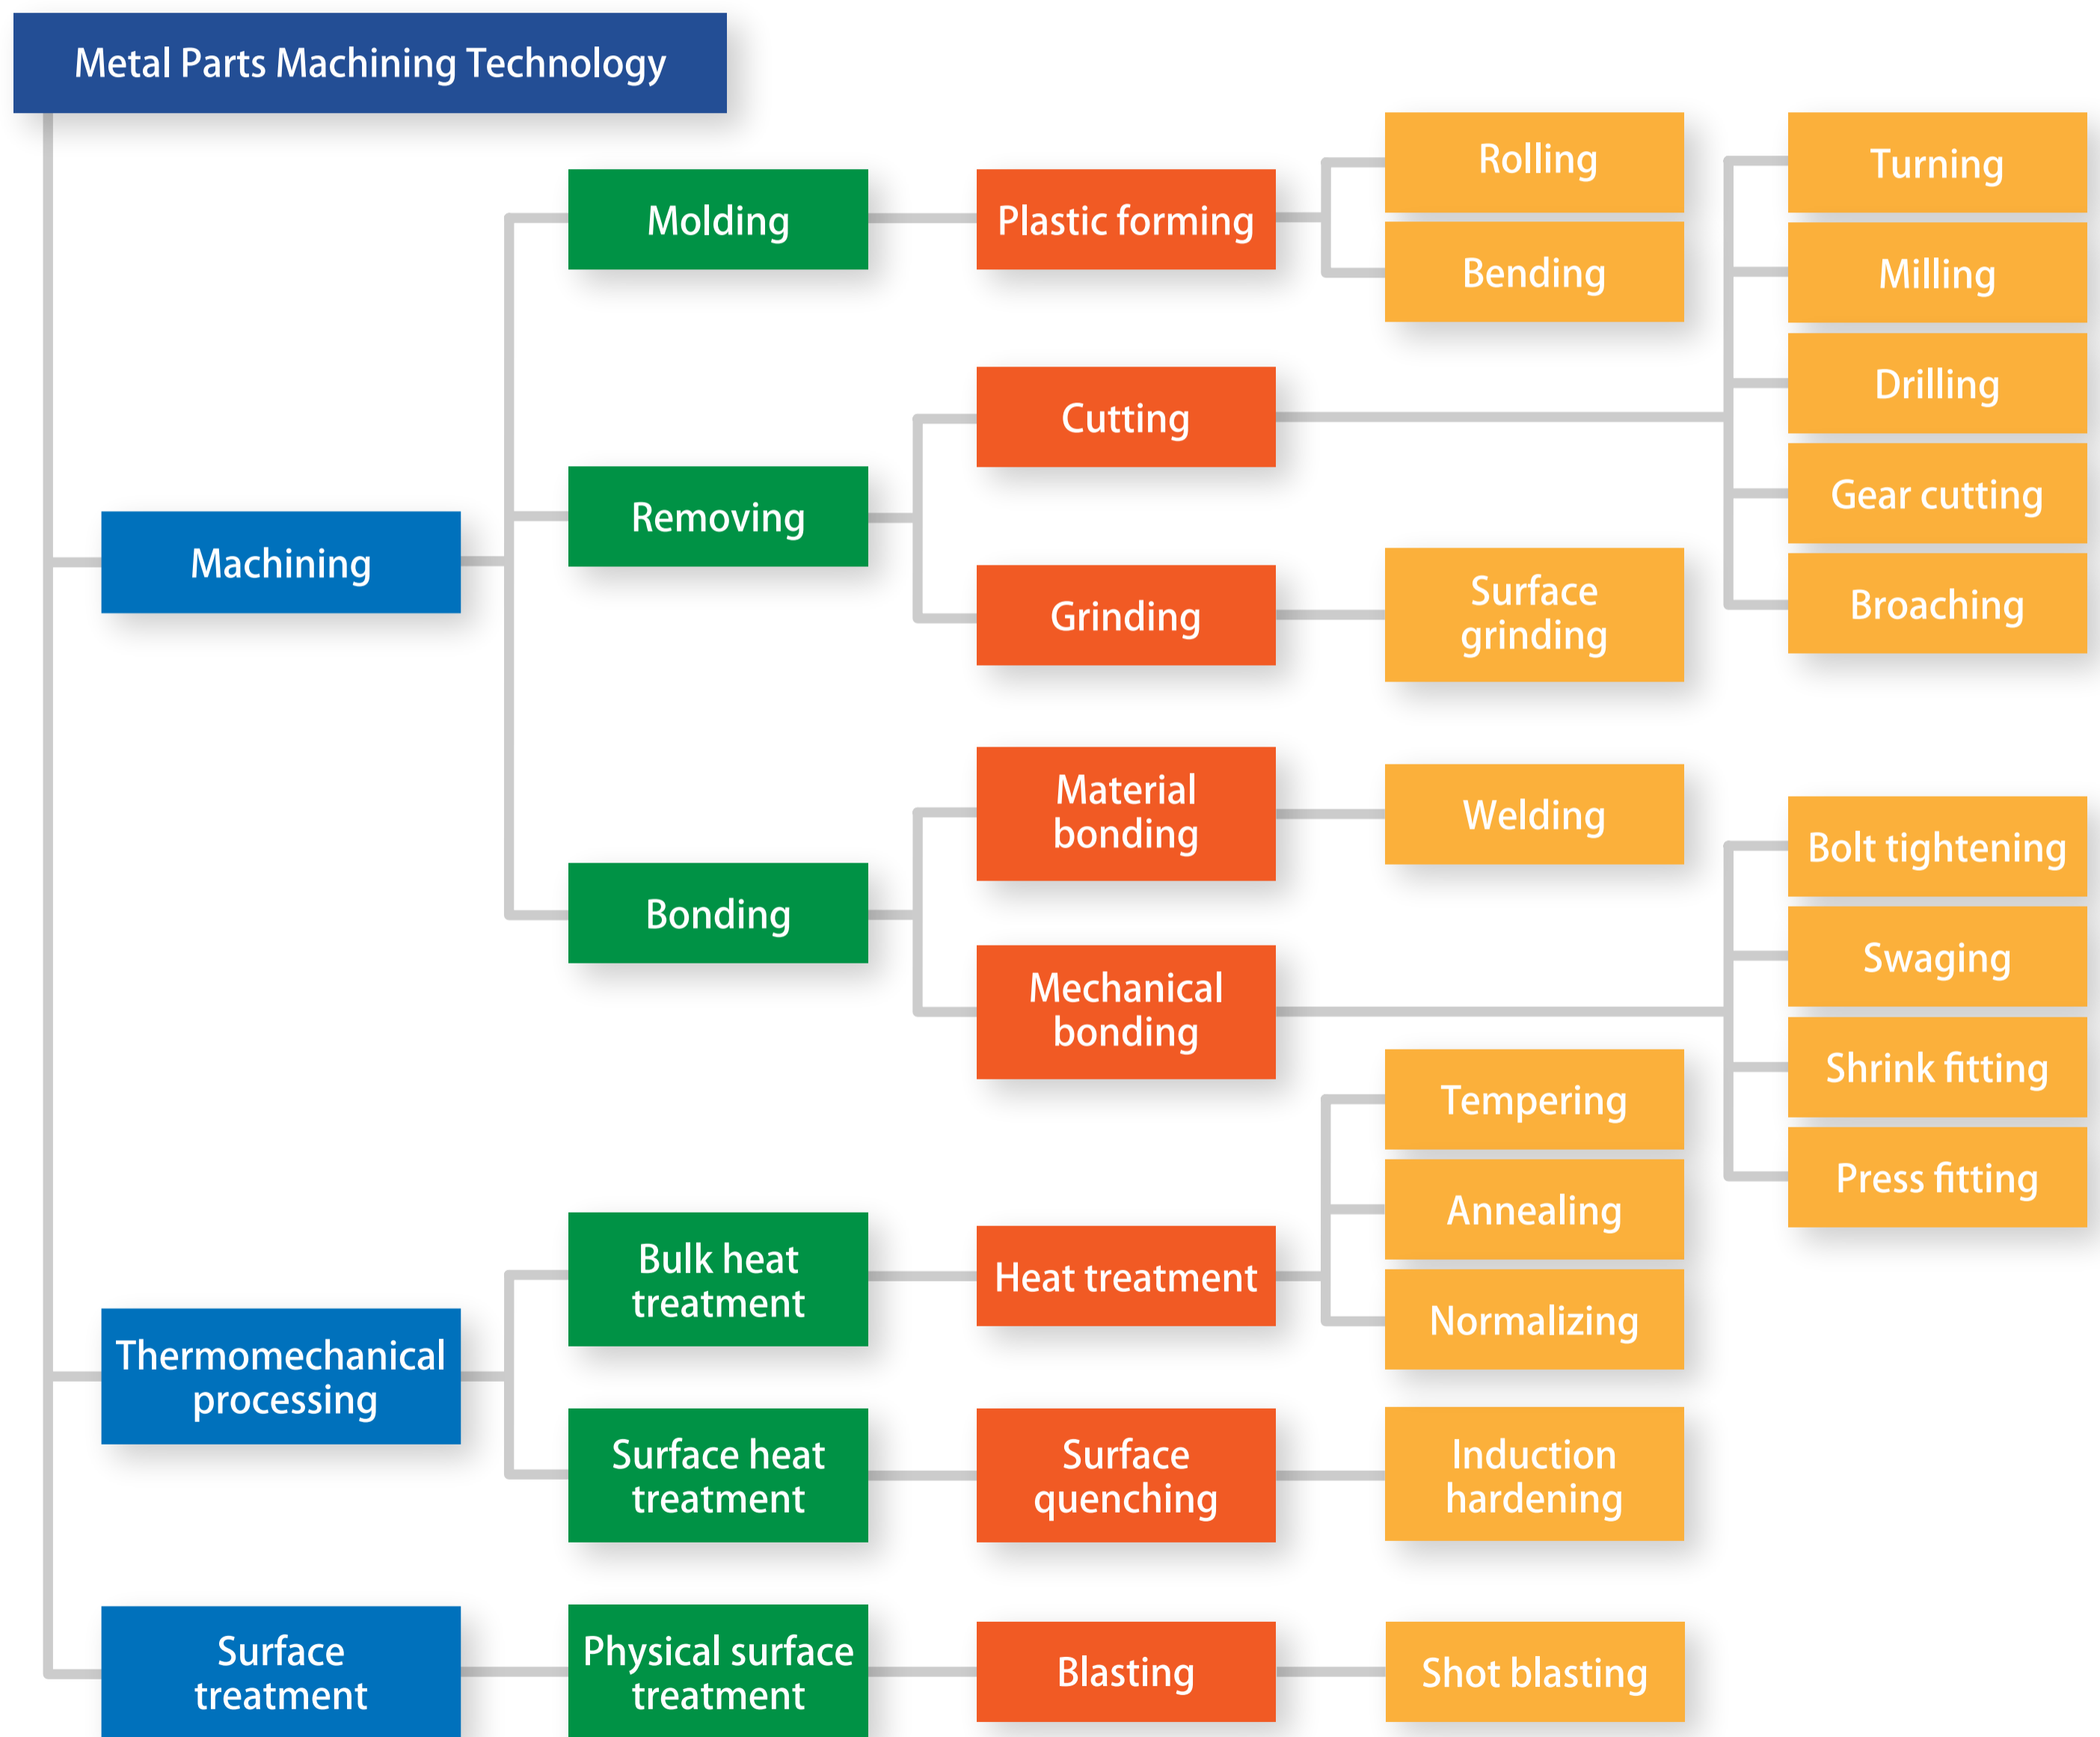 Metal Parts Machining Technology
Machining
Molding
Plastic forming
Rolling
Bending
Removing
Cutting
Turning
Milling
Drilling
Gear cutting
Broaching
Grinding
Surface
grinding
Bonding
Material
bonding
Welding
Mechanical
bonding
Bolt tightening
Swaging
Shrink fitting
Press fitting
Thermomechanical
processing
Bulk heat
treatment
Heat treatment
Tempering
Annealing
Normalizing
Surface heat
treatment
Surface
quenching
Induction
hardening
Surface
treatment
Physical surface
treatment
Blasting
Shot blasting